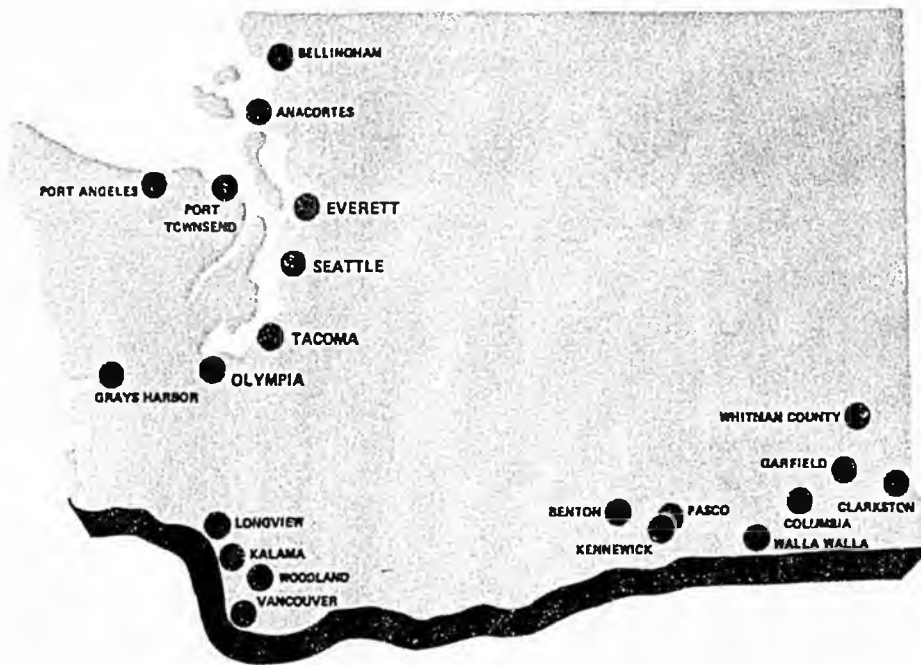 BELLINGHAM
ANACORTES
PORT ANGELES
PORT
TOWNSEND
EVERETT
SEATTLE
TACOMA
OLYMPIA
GRAYS HARBOR
WHITMAN COUNTY
GARFIELD
CLARKSTON
COLUMBIA
BENTON
PASCO
KENNEWICK
WALLA WALLA
LONGVIEW
KALAMA
WOODLAND
VANCOUVER